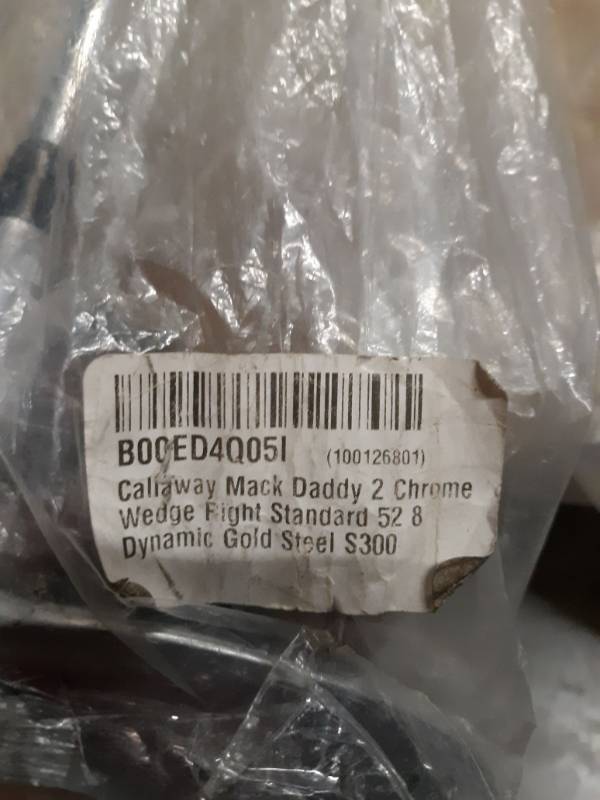 B00ED4Q05I (100126801)
Callaway Mack Daddy 2 Chrome
Wedge Right Standard 52 8
Dynamic Gold Steel S300